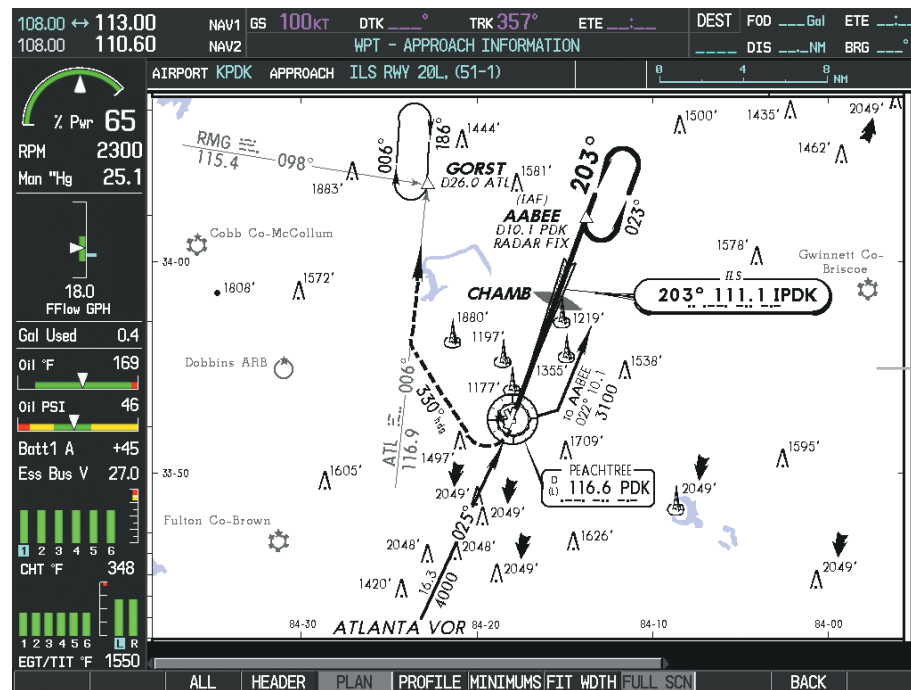 108.00 ↔ 113.00 NAV1 GS 100KT DTK ___° TRK 357° ETE __:__ DEST FOD ___Gal ETE __:__
108.00 110.60 NAV2 WPT - APPROACH INFORMATION ____ DIS __._NM BRG ___°
AIRPORT KPDK APPROACH ILS RWY 20L, (51-1) 0 4 8 NM
% Pwr 65
RPM 2300
Man "Hg 25.1
18.0
FFlow GPH
Gal Used 0.4
Oil °F 169
Oil PSI 46
Batt1 A +45
Ess Bus V 27.0
1 2 3 4 5 6
CHT °F 348
1 2 3 4 5 6 L R
EGT/TIT °F 1550
RMG
115.4
098°
006°
186°
1444'
1500'
1435'
2049'
1462'
1883'
GORST
D26.0 ATL
1581'
(IAF)
AABEE
D10.1 PDK
RADAR FIX
203°
023°
Cobb Co-McCollum
34-00
1808'
1572'
1578'
Gwinnett Co-
Briscoe
CHAMB
ILS
203° 111.1 IPDK
1880'
1197'
1219'
1355'
1177'
1538'
Dobbins ARB
006°
ATL
116.9
330° hdg
to AABEE
022° 10.1
3100
1497'
1709'
1595'
33-50
1605'
PEACHTREE
D
(L)
116.6 PDK
2049'
2049'
2049'
Fulton Co-Brown
025°
2048'
2048'
1626'
2049'
2049'
1420'
16.3
4000
ATLANTA VOR
84-30 84-20 84-10 84-00
ALL HEADER PLAN PROFILE MINIMUMS FIT WDTH FULL SCN BACK